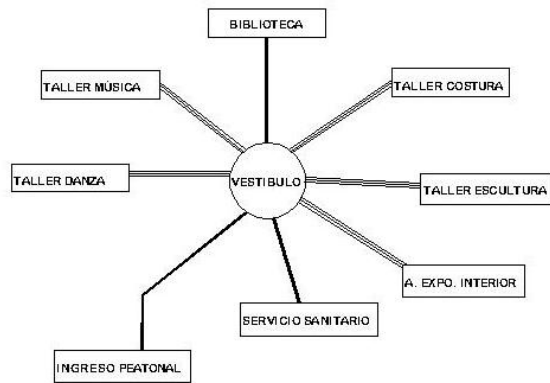 BIBLIOTECA
TALLER MÚSICA
TALLER COSTURA
TALLER DANZA
VESTIBULO
TALLER ESCULTURA
A. EXPO. INTERIOR
SERVICIO SANITARIO
INGRESO PEATONAL